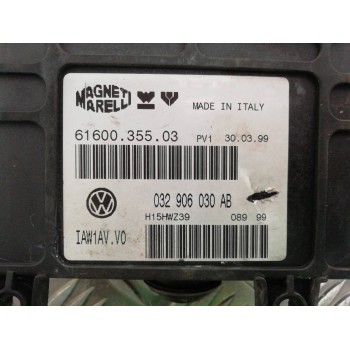 MAGNETI
MARELLI
MADE IN ITALY
61600.355.03 PV1 30.03.99
VW
032 906 030 AB
H15HWZ39 089 99
IAW1AV.V0